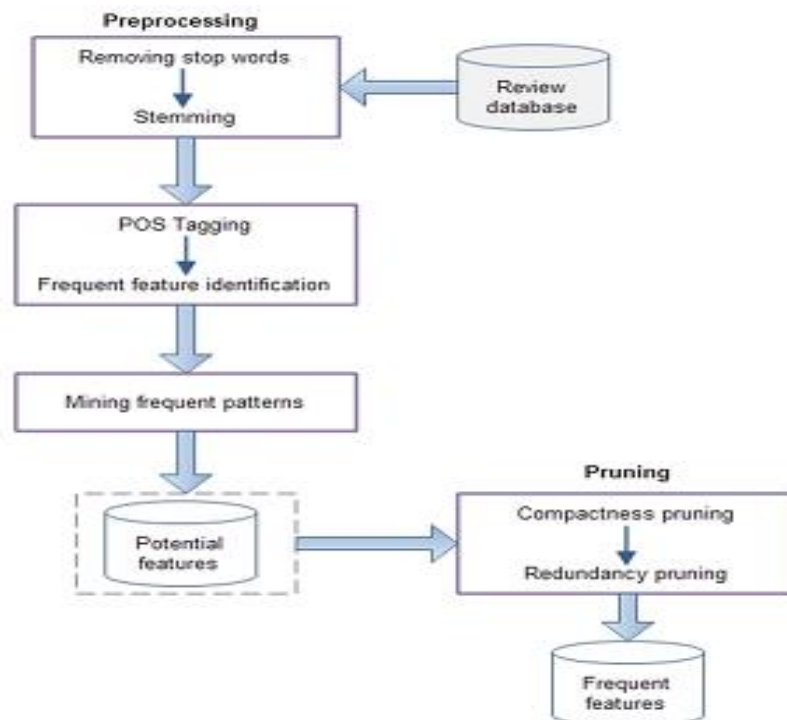 Preprocessing
Removing stop words
Stemming
Review
database
POS Tagging
Frequent feature identification
Mining frequent patterns
Potential
features
Pruning
Compactness pruning
Redundancy pruning
Frequent
features